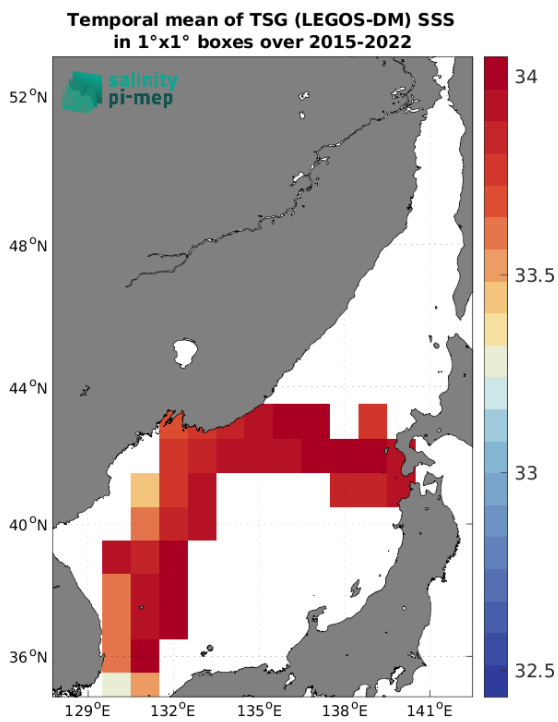 Temporal mean of TSG (LEGOS-DM) SSS
in 1°x1° boxes over 2015-2022
salinity
pi-mep
52°N
48°N
44°N
40°N
36°N
129°E
132°E
135°E
138°E
141°E
34
33.5
33
32.5